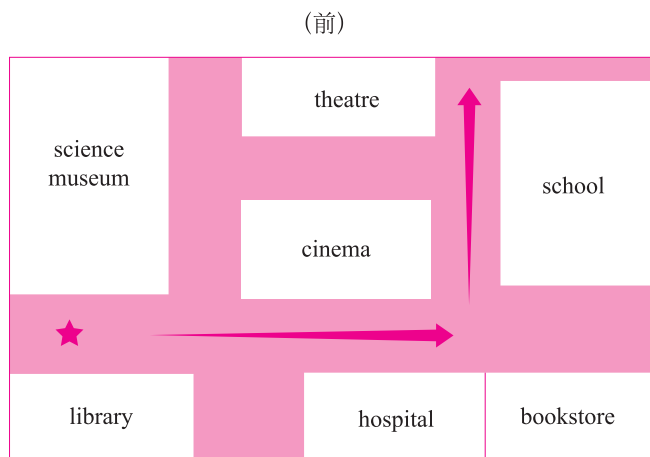 (前)
theatre
science
museum
school
cinema
library
hospital
bookstore